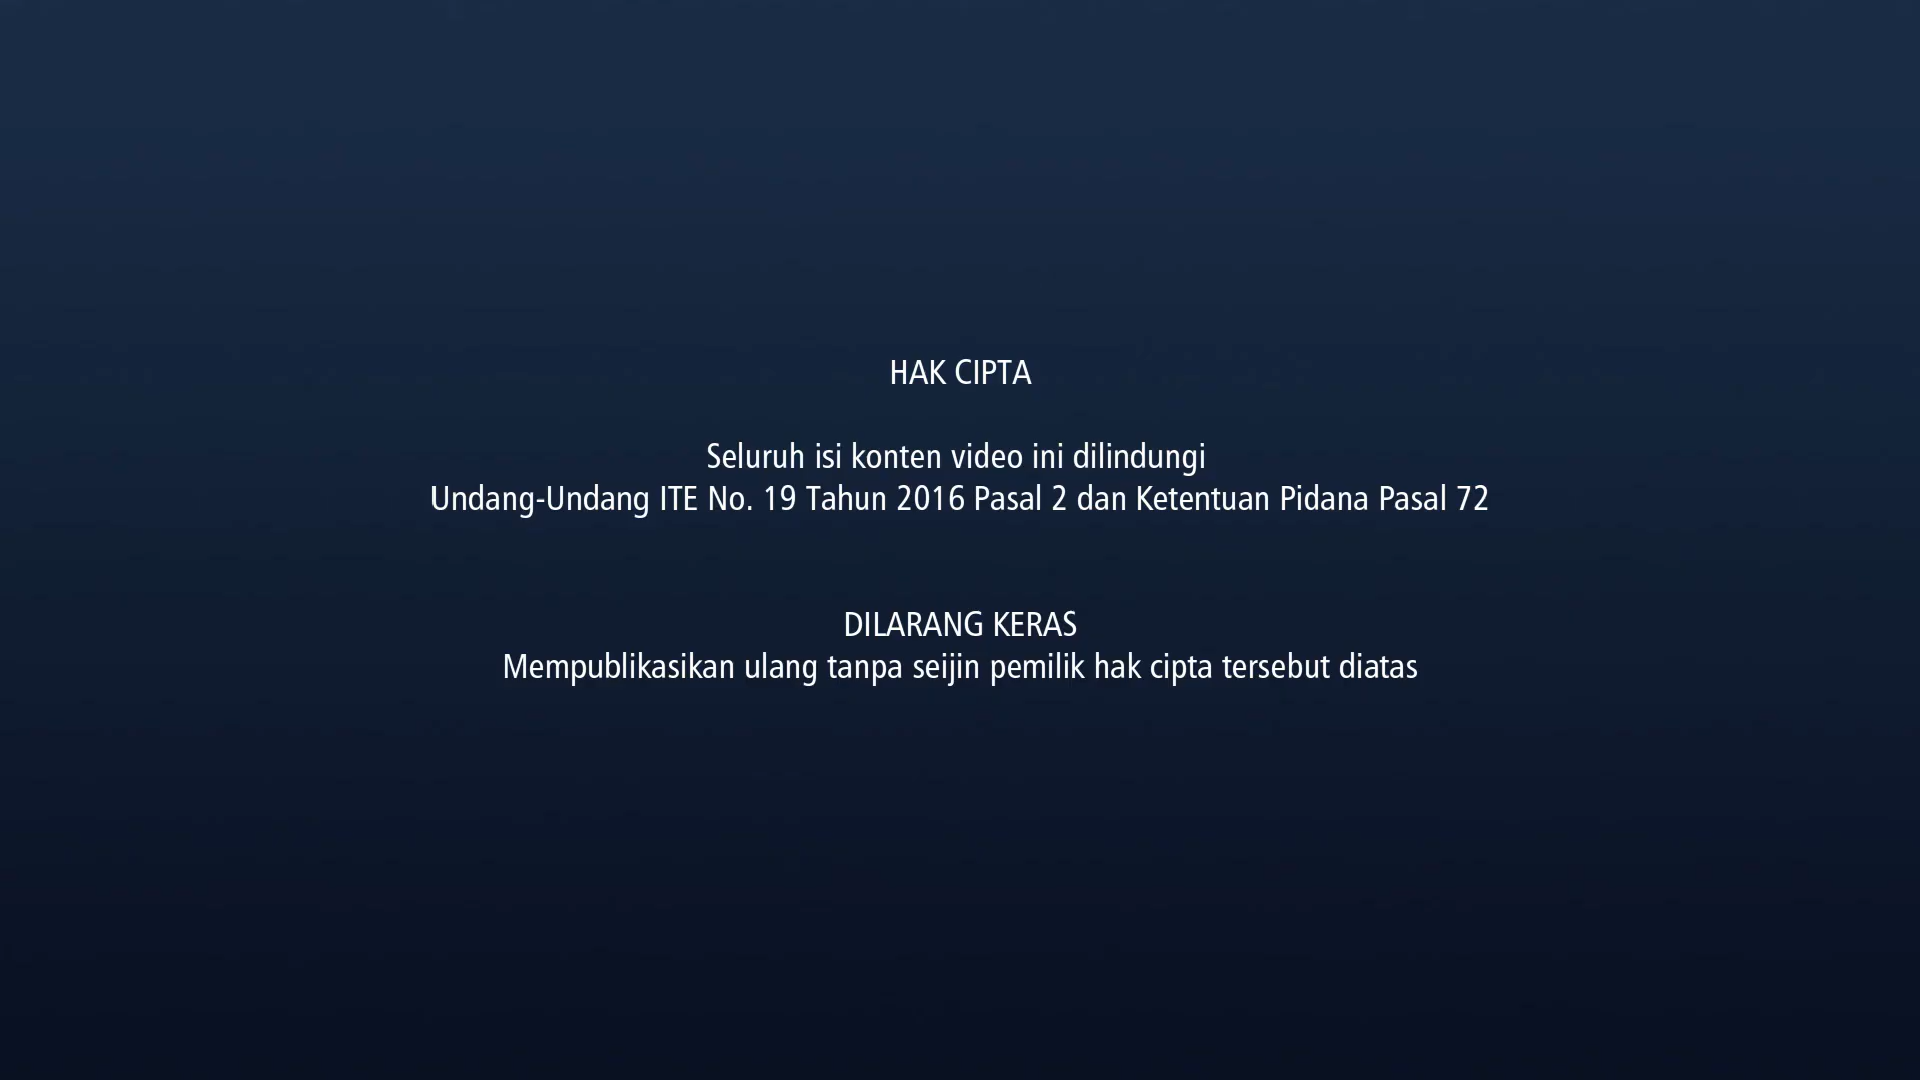 HAK CIPTA
Seluruh isi konten video ini dilindungi
Undang-Undang ITE No. 19 Tahun 2016 Pasal 2 dan Ketentuan Pidana Pasal 72
DILARANG KERAS
Mempublikasikan ulang tanpa seijin pemilik hak cipta tersebut diatas